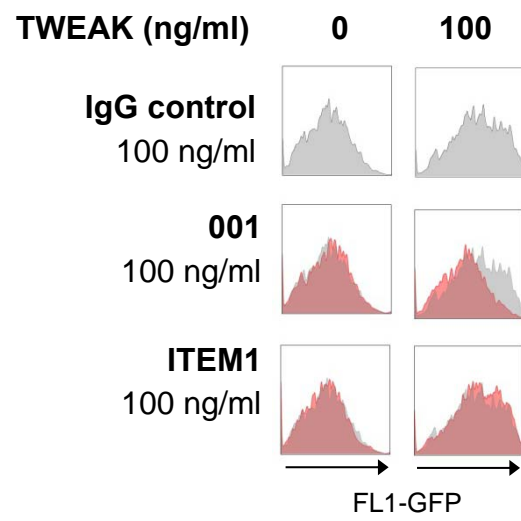 TWEAK (ng/ml) 0 100
IgG control
100 ng/ml
001
100 ng/ml
ITEM1
100 ng/ml
FL1-GFP